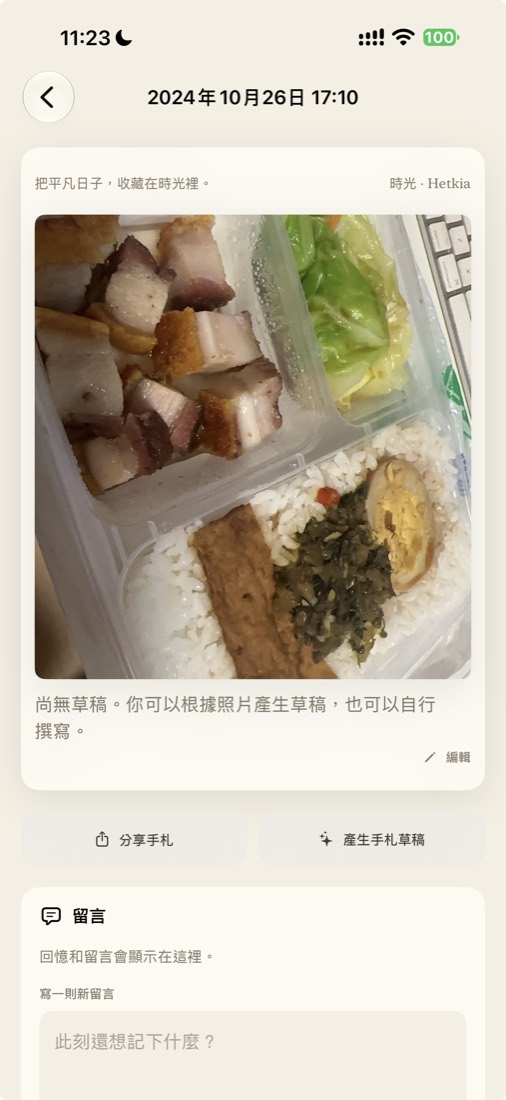 11:23
100
2024年10月26日 17:10
把平凡日子，收藏在時光裡。
時光 · Hetkia
尚無草稿。你可以根據照片產生草稿，也可以自行
撰寫。
編輯
分享手札
產生手札草稿
留言
回憶和留言會顯示在這裡。
寫一則新留言
此刻還想記下什麼？